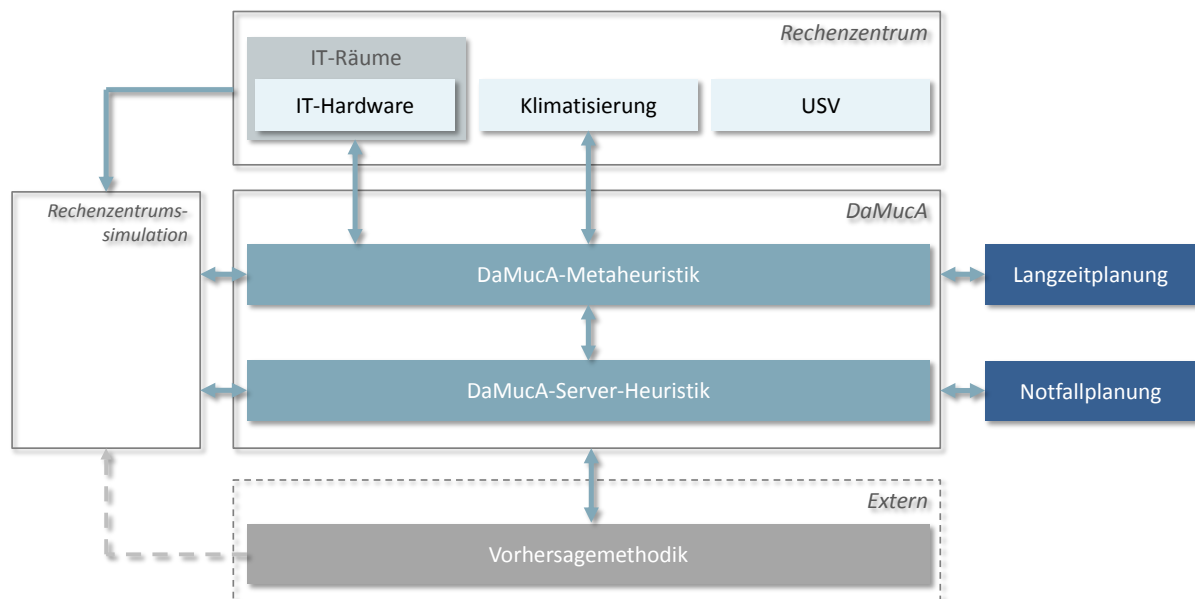 Rechenzentrum
IT-Räume
IT-Hardware
Klimatisierung
USV
Rechenzentrums-
simulation
DaMucA
DaMucA-Metaheuristik
Langzeitplanung
DaMucA-Server-Heuristik
Notfallplanung
Extern
Vorhersagemethodik